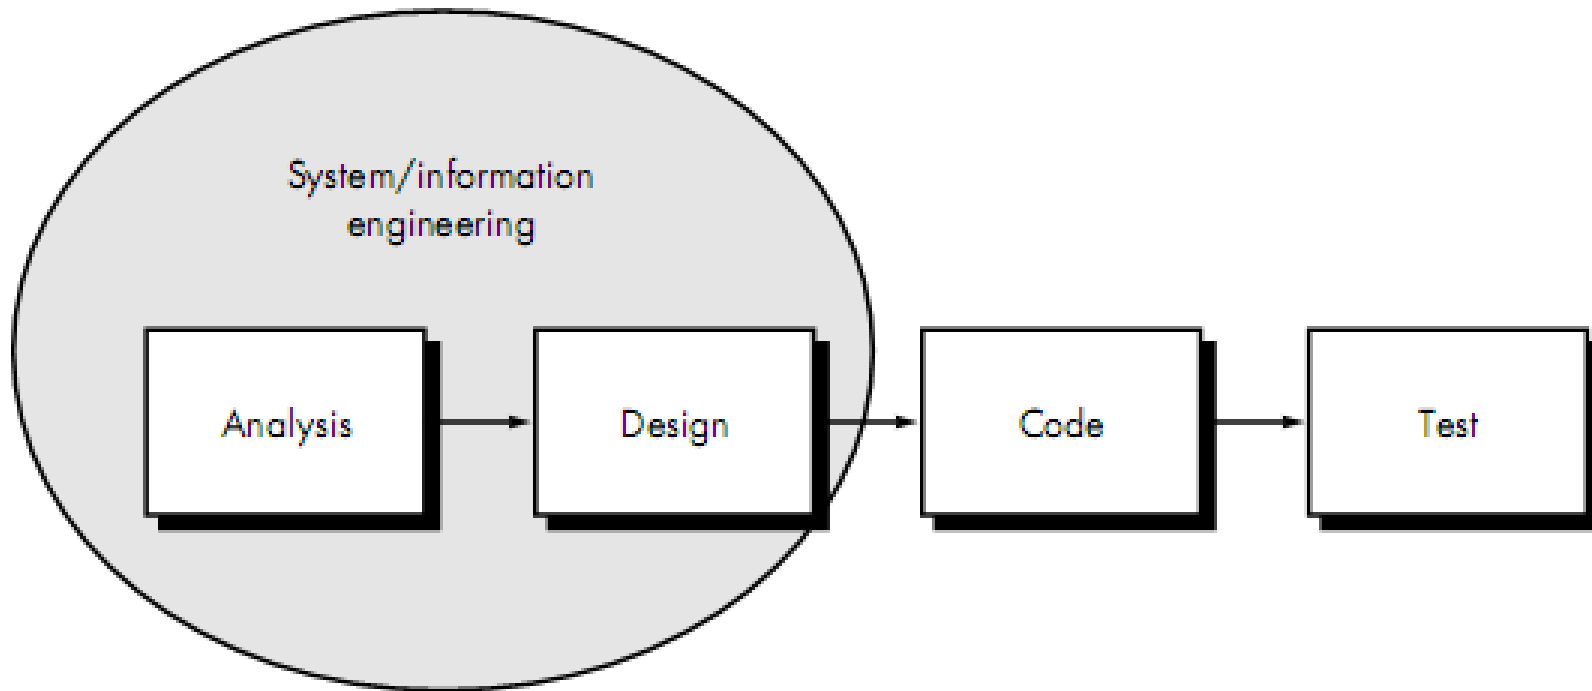 System/information
engineering
Analysis
Design
Code
Test